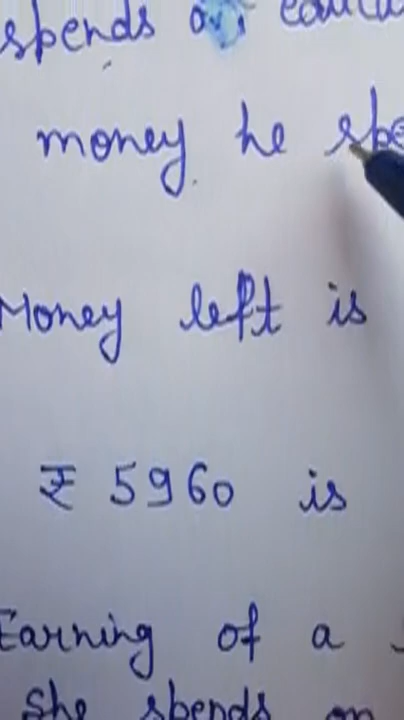 spends on
money he
Money left is
₹ 5960 is
Earning of a
She spends on